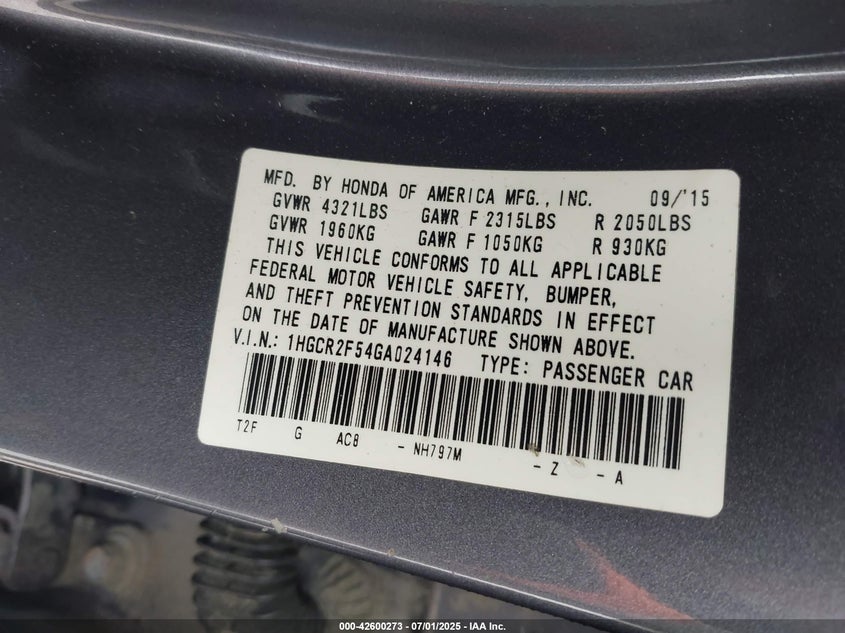 MFD. BY HONDA OF AMERICA MFG., INC. 09/'15
GVWR 4321LBS GAWR F 2315LBS R 2050LBS
GVWR 1960KG GAWR F 1050KG R 930KG
THIS VEHICLE CONFORMS TO ALL APPLICABLE
FEDERAL MOTOR VEHICLE SAFETY, BUMPER,
AND THEFT PREVENTION STANDARDS IN EFFECT
ON THE DATE OF MANUFACTURE SHOWN ABOVE.
V.I.N.: 1HGCR2F54GA024146 TYPE: PASSENGER CAR
T2F G AC8 - NH797M - Z - A
000-42600273 - 07/01/2025 - IAA Inc.